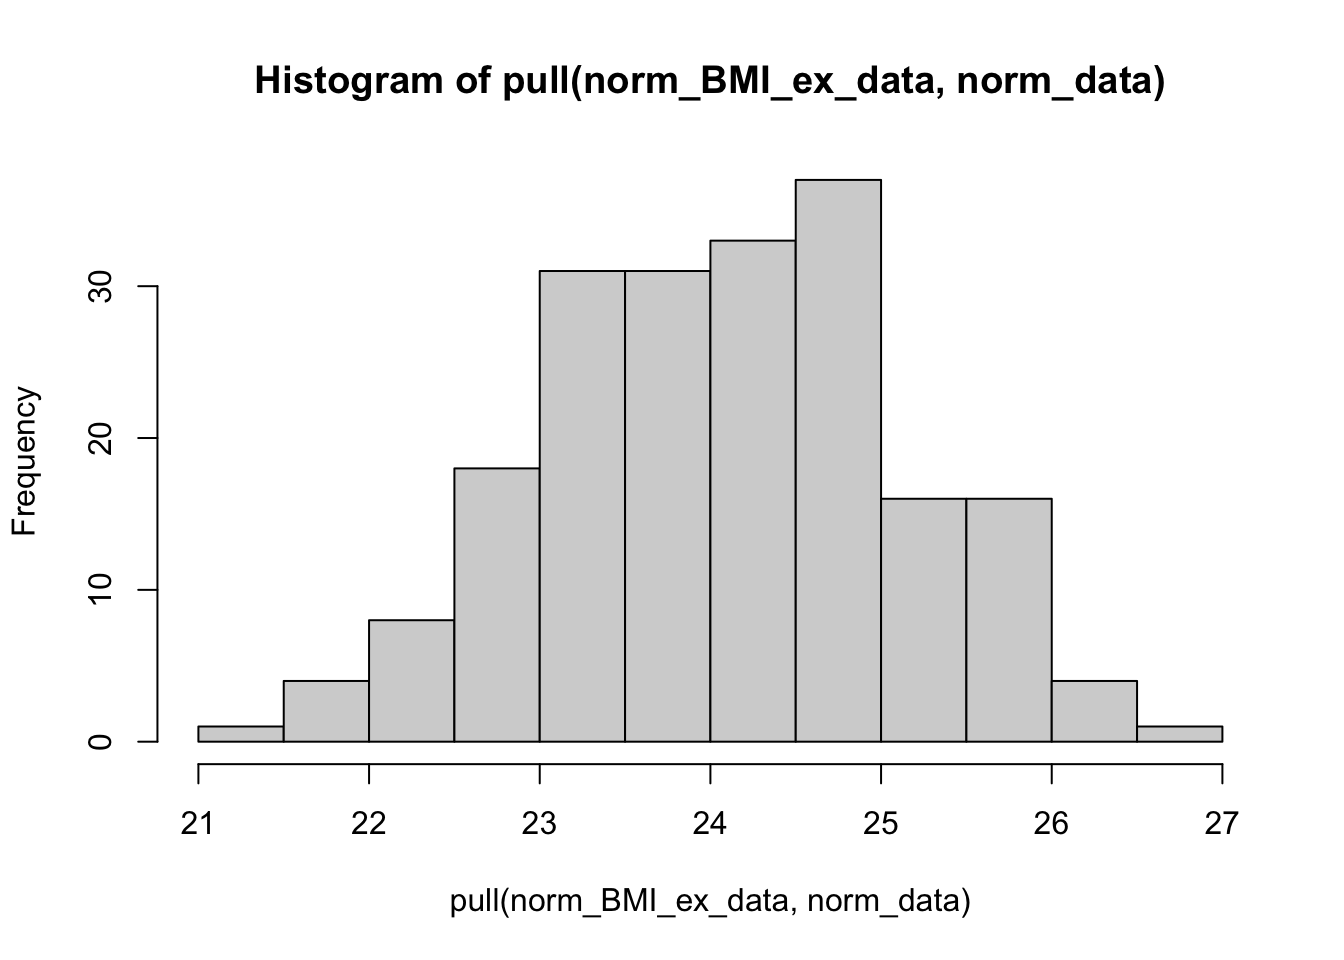 Histogram of pull(norm_BMI_ex_data, norm_data)
Frequency
30
20
10
0
21 22 23 24 25 26 27
pull(norm_BMI_ex_data, norm_data)